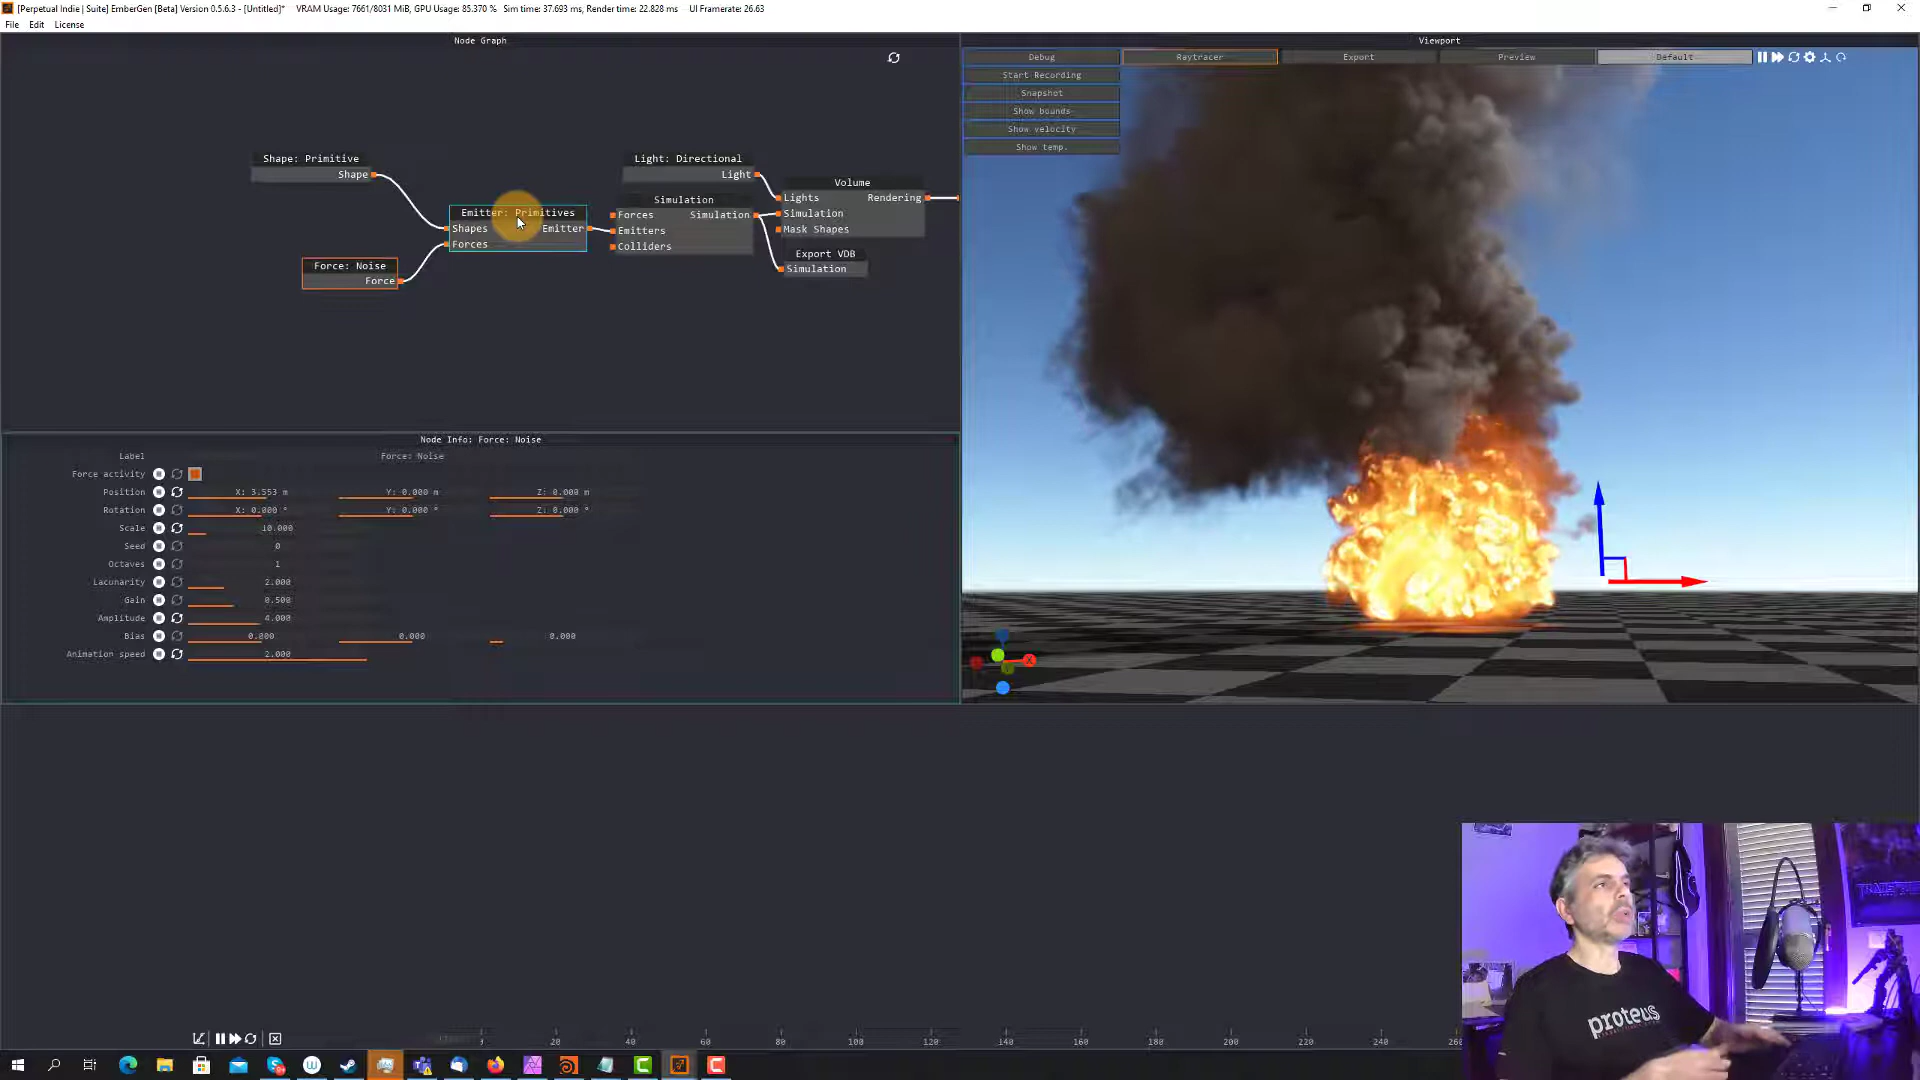 [Perpetual Indie | Suite] EmberGen [Beta] Version 0.5.6.3 - [Untitled]*
VRAM Usage: 7661/8031 MiB, GPU Usage: 85.370 %
Sim time: 37.693 ms, Render time: 22.828 ms
UI Framerate: 26.63
File
Edit
License
Node Graph
Viewport
Debug
Raytracer
Export
Preview
Default
Start Recording
Snapshot
Show bounds
Show velocity
Show temp.
Shape: Primitive
Shape
Emitter: Primitives
Shapes
Emitter
Forces
Force: Noise
Force
Light: Directional
Light
Simulation
Forces
Simulation
Emitters
Colliders
Volume
Lights
Rendering
Simulation
Mask Shapes
Export VDB
Simulation
Node Info: Force: Noise
Label Force: Noise
Force activity
Position X: 3.553 m Y: 0.000 m Z: 0.000 m
Rotation X: 0.000 ° Y: 0.000 ° Z: 0.000 °
Scale 10.000
Seed 0
Octaves 1
Lacunarity 2.000
Gain 0.500
Amplitude 4.000
Bias 0.000 0.000 0.000
Animation speed 2.000
X
0 20 40 60 80 100 120 140 160 180 200 220 240
proteus